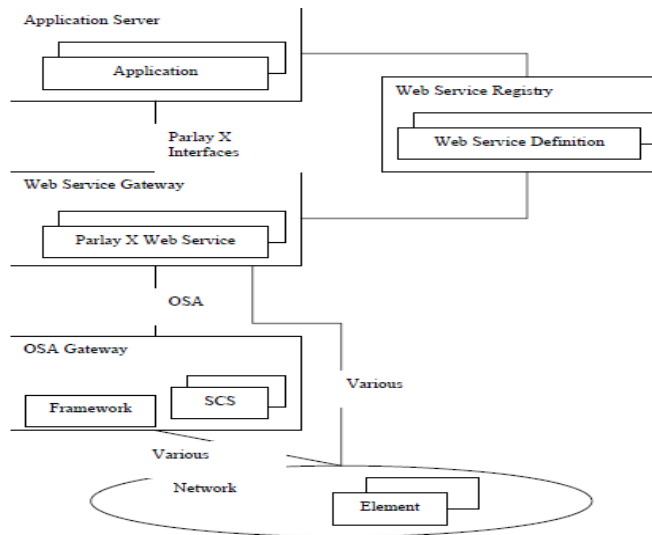 Application Server
Application
Web Service Registry
Web Service Definition
Parlay X
Interfaces
Web Service Gateway
Parlay X Web Service
OSA
OSA Gateway
Framework
SCS
Various
Various
Network
Element